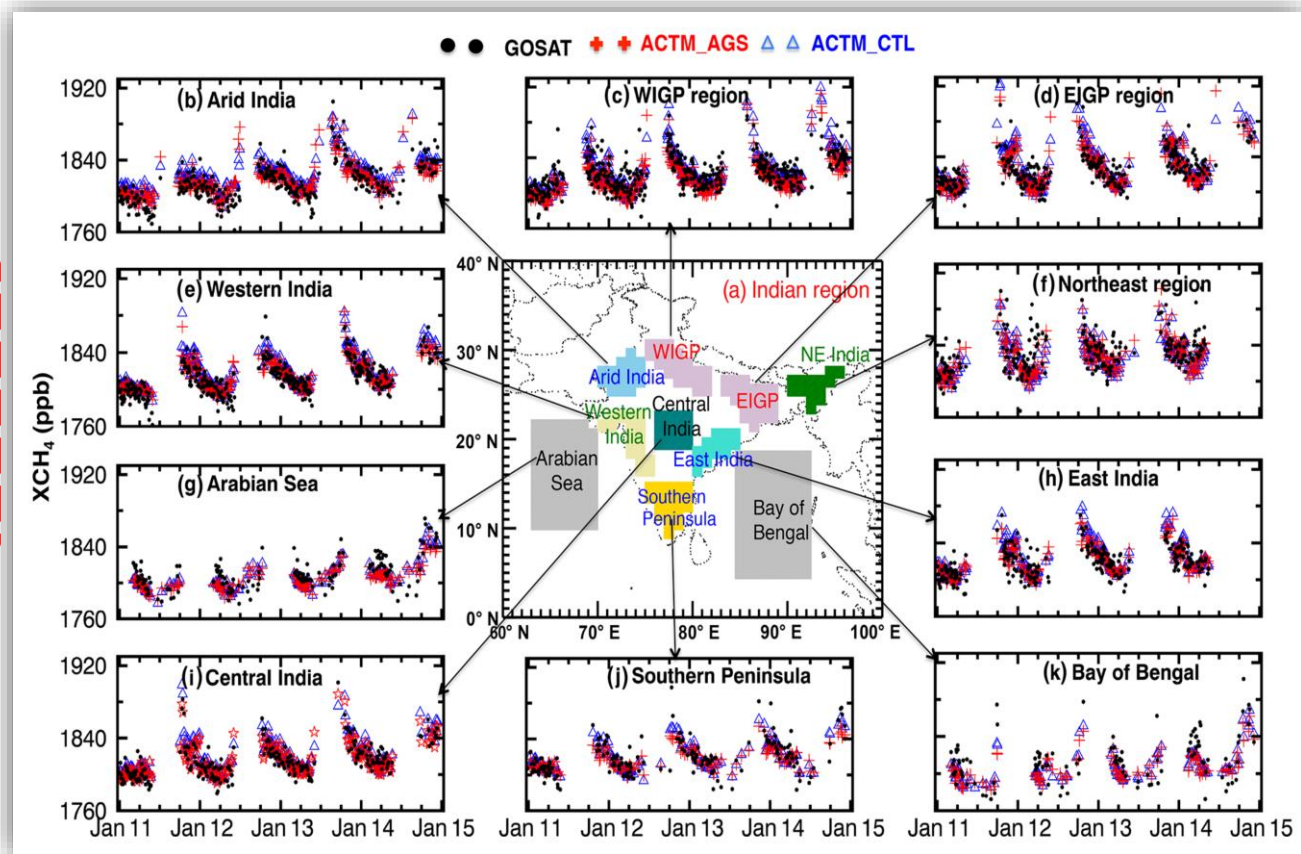 GOSAT ACTM_AGS ACTM_CTL
XCH₄ (ppb)
1920
1840
1760
(b) Arid India
(c) WIGP region
(d) EIGP region
1920
1840
1760
(e) Western India
40° N
30° N
20° N
10° N
0° N
60° N
70° E
80° E
90° E
100° E
(a) Indian region
WIGP
NE India
Arid India
EIGP
Western
India
Central
India
East India
Arabian
Sea
Southern
Peninsula
Bay of
Bengal
(f) Northeast region
1920
1840
1760
(g) Arabian Sea
(h) East India
1920
1840
1760
(i) Central India
(j) Southern Peninsula
(k) Bay of Bengal
Jan 11 Jan 12 Jan 13 Jan 14 Jan 15
Jan 11 Jan 12 Jan 13 Jan 14 Jan 15
Jan 11 Jan 12 Jan 13 Jan 14 Jan 15